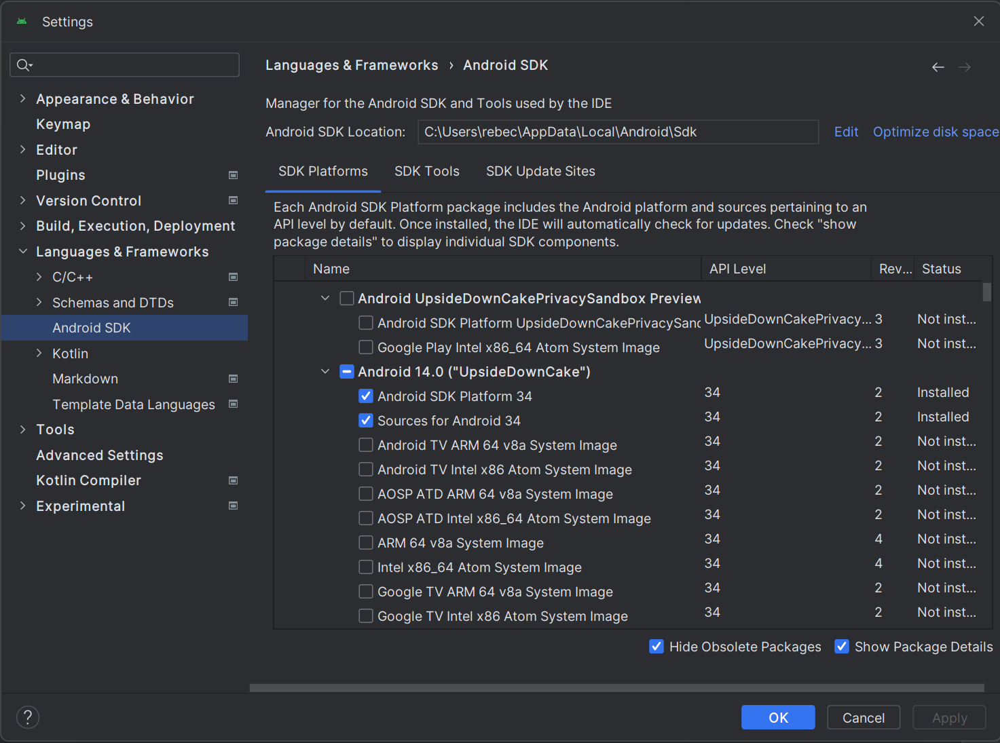 Settings
Appearance & Behavior
Keymap
Editor
Plugins
Version Control
Build, Execution, Deployment
Languages & Frameworks
C/C++
Schemas and DTDs
Android SDK
Kotlin
Markdown
Template Data Languages
Tools
Advanced Settings
Kotlin Compiler
Experimental
Languages & Frameworks › Android SDK
Manager for the Android SDK and Tools used by the IDE
Android SDK Location: C:\Users\rebec\AppData\Local\Android\Sdk Edit Optimize disk space
SDK Platforms SDK Tools SDK Update Sites
Each Android SDK Platform package includes the Android platform and sources pertaining to an
API level by default. Once installed, the IDE will automatically check for updates. Check "show
package details" to display individual SDK components.
Name API Level Rev... Status
Android UpsideDownCakePrivacySandbox Preview
Android SDK Platform UpsideDownCakePrivacySand UpsideDownCakePrivacy... 3 Not inst...
Google Play Intel x86_64 Atom System Image UpsideDownCakePrivacy... 3 Not inst...
Android 14.0 ("UpsideDownCake")
Android SDK Platform 34 34 2 Installed
Sources for Android 34 34 2 Installed
Android TV ARM 64 v8a System Image 34 2 Not inst...
Android TV Intel x86 Atom System Image 34 2 Not inst...
AOSP ATD ARM 64 v8a System Image 34 2 Not inst...
AOSP ATD Intel x86_64 Atom System Image 34 2 Not inst...
ARM 64 v8a System Image 34 4 Not inst...
Intel x86_64 Atom System Image 34 4 Not inst...
Google TV ARM 64 v8a System Image 34 2 Not inst...
Google TV Intel x86 Atom System Image 34 2 Not inst...
Hide Obsolete Packages Show Package Details
? OK Cancel Apply